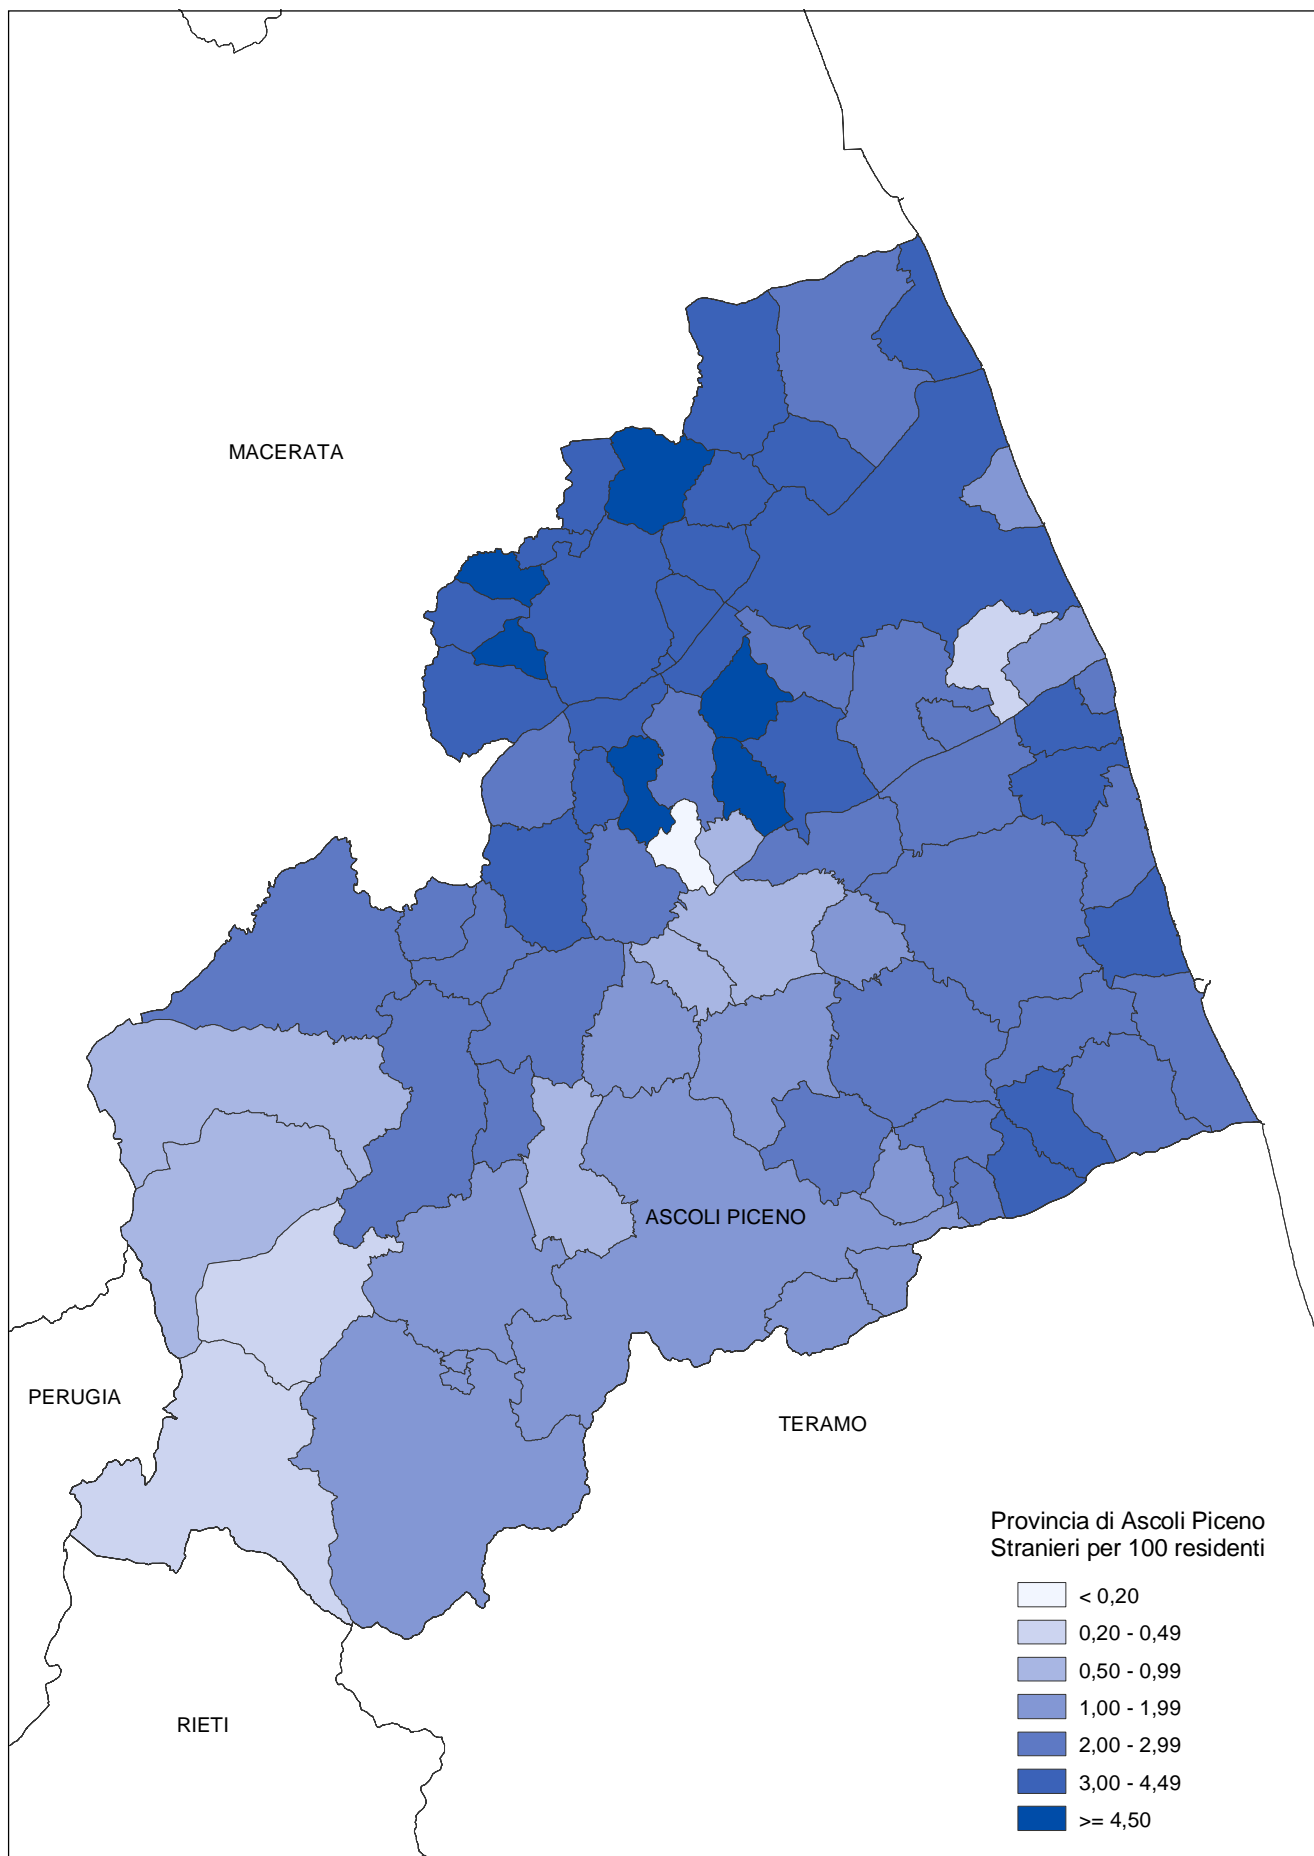 MACERATA
ASCOLI PICENO
PERUGIA
TERAMO
Provincia di Ascoli Piceno
Stranieri per 100 residenti
< 0,20
0,20 - 0,49
0,50 - 0,99
1,00 - 1,99
2,00 - 2,99
3,00 - 4,49
>= 4,50
RIETI